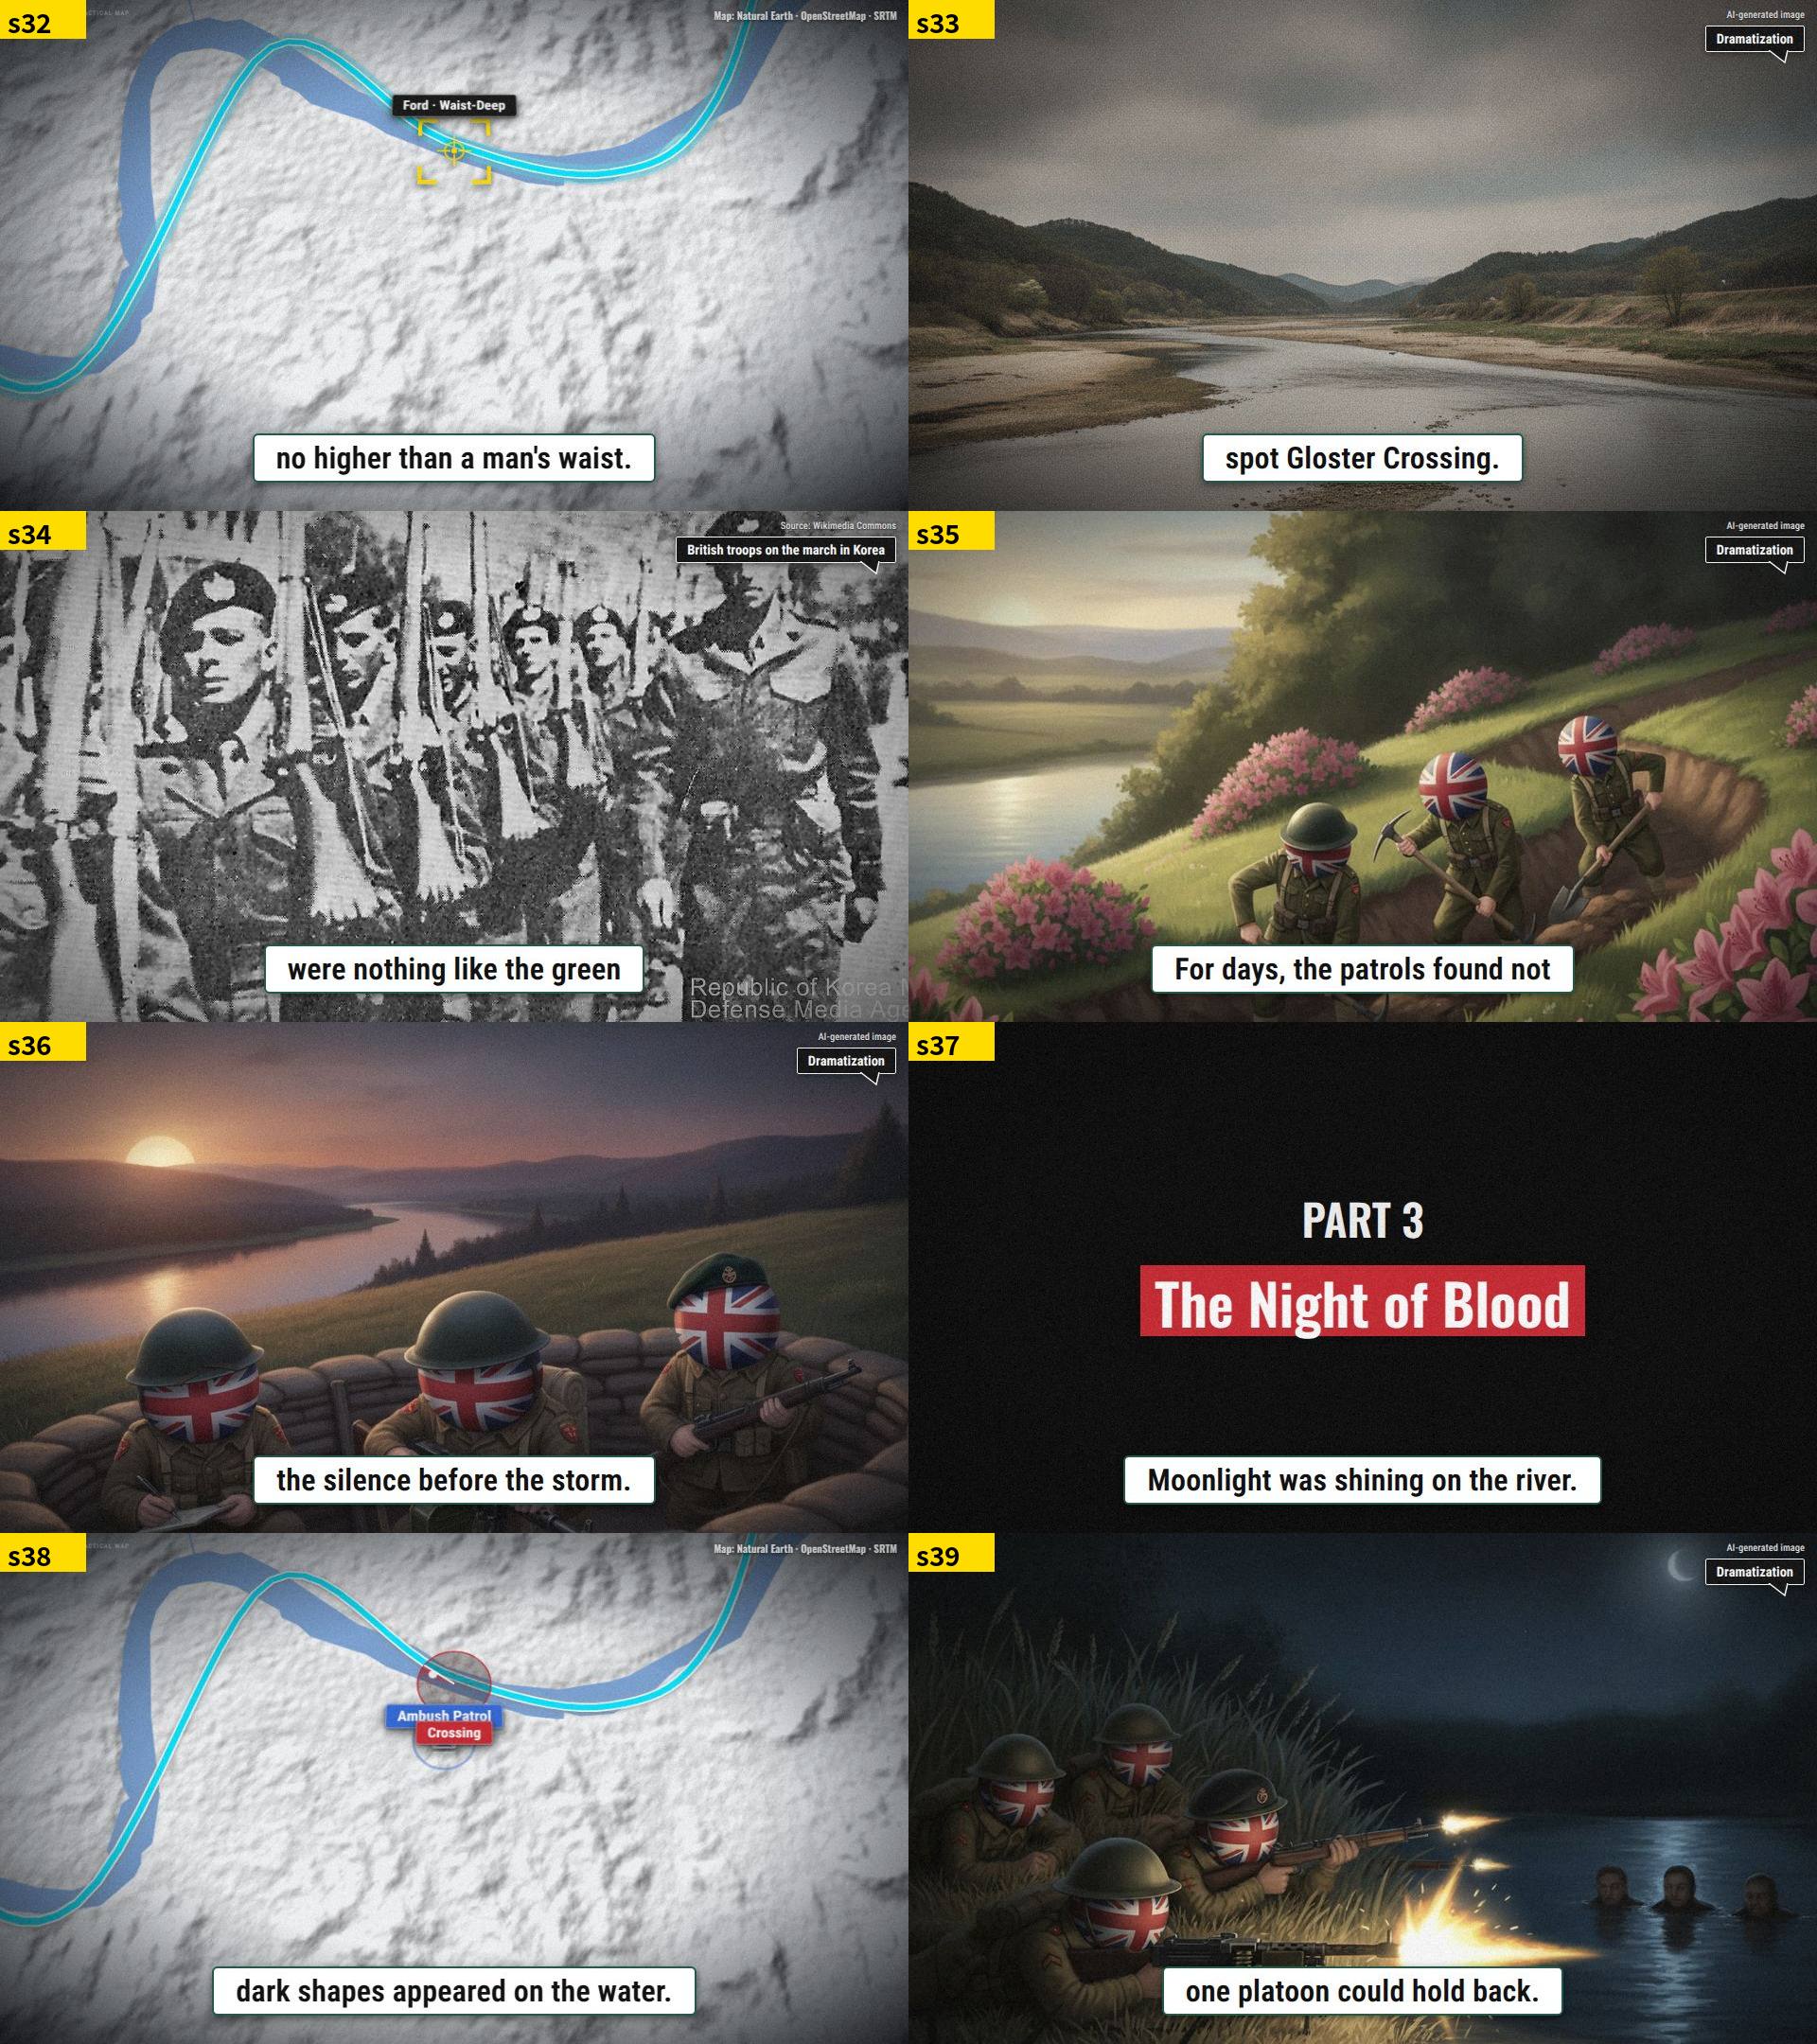 s32
Map: Natural Earth · OpenStreetMap · SRTM
Ford · Waist-Deep
no higher than a man's waist.
s33
AI-generated image
Dramatization
spot Gloster Crossing.
s34
Source: Wikimedia Commons
British troops on the march in Korea
were nothing like the green
Republic of Korea
Defense Media
s35
AI-generated image
Dramatization
For days, the patrols found not
s36
AI-generated image
Dramatization
the silence before the storm.
s37
PART 3
The Night of Blood
Moonlight was shining on the river.
s38
MAP
Map: Natural Earth · OpenStreetMap · SRTM
Ambush Patrol
Crossing
dark shapes appeared on the water.
s39
AI-generated image
Dramatization
one platoon could hold back.